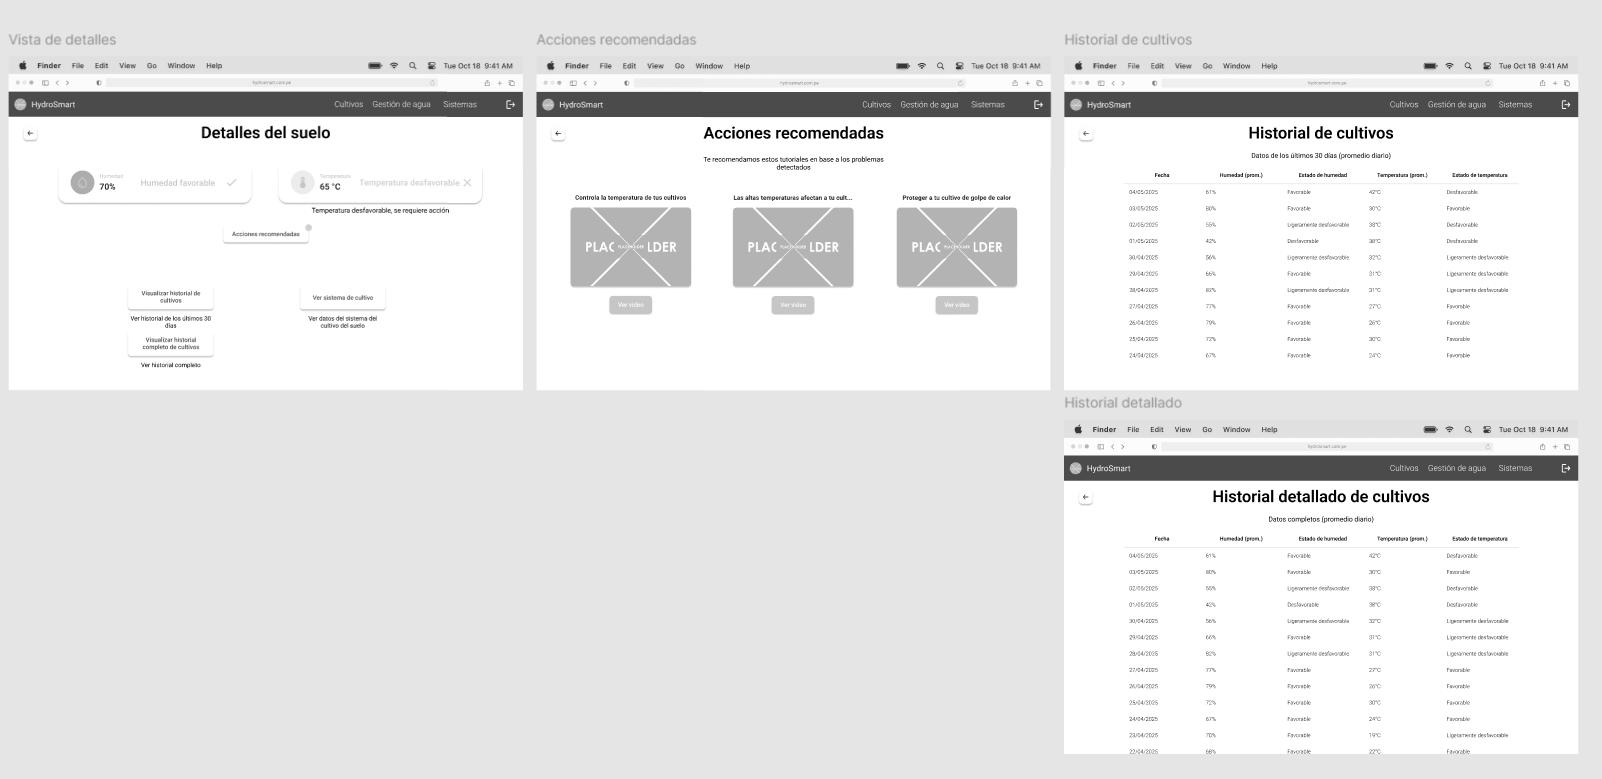 Vista de detalles
Finder File Edit View Go Window Help Tue Oct 18 9:41 AM
hydrosmart.com.pe
HydroSmart Cultivos Gestión de agua Sistemas
Detalles del suelo
Humedad
70% Humedad favorable
Temperatura
65 °C Temperatura desfavorable
Temperatura desfavorable, se requiere acción
Acciones recomendadas
Visualizar historial de
cultivos
Ver historial de los últimos 30
días
Ver sistema de cultivo
Ver datos del sistema del
cultivo del suelo
Visualizar historial
completo de cultivos
Ver historial completo
Acciones recomendadas
Finder File Edit View Go Window Help Tue Oct 18 9:41 AM
hydrosmart.com.pe
HydroSmart Cultivos Gestión de agua Sistemas
Acciones recomendadas
Te recomendamos estos tutoriales en base a los problemas
detectados
Controla la temperatura de tus cultivos
PLAC PLACEHOLDER LDER
Ver video
Las altas temperaturas afectan a tu cult...
PLAC PLACEHOLDER LDER
Ver video
Proteger a tu cultivo de golpe de calor
PLAC PLACEHOLDER LDER
Ver video
Historial de cultivos
Finder File Edit View Go Window Help Tue Oct 18 9:41 AM
hydrosmart.com.pe
HydroSmart Cultivos Gestión de agua Sistemas
Historial de cultivos
Datos de los últimos 30 días (promedio diario)
Fecha Humedad (prom.) Estado de humedad Temperatura (prom.) Estado de temperatura
04/05/2025 61% Favorable 42°C Desfavorable
03/05/2025 80% Favorable 30°C Favorable
02/05/2025 55% Ligeramente desfavorable 38°C Desfavorable
01/05/2025 42% Desfavorable 38°C Desfavorable
30/04/2025 56% Ligeramente desfavorable 32°C Ligeramente desfavorable
29/04/2025 66% Favorable 31°C Ligeramente desfavorable
28/04/2025 82% Ligeramente desfavorable 31°C Ligeramente desfavorable
27/04/2025 77% Favorable 27°C Favorable
26/04/2025 79% Favorable 26°C Favorable
25/04/2025 72% Favorable 30°C Favorable
24/04/2025 67% Favorable 24°C Favorable
Historial detallado
Finder File Edit View Go Window Help Tue Oct 18 9:41 AM
hydrosmart.com.pe
HydroSmart Cultivos Gestión de agua Sistemas
Historial detallado de cultivos
Datos completos (promedio diario)
Fecha Humedad (prom.) Estado de humedad Temperatura (prom.) Estado de temperatura
04/05/2025 61% Favorable 42°C Desfavorable
03/05/2025 80% Favorable 30°C Favorable
02/05/2025 55% Ligeramente desfavorable 38°C Desfavorable
01/05/2025 42% Desfavorable 38°C Desfavorable
30/04/2025 56% Ligeramente desfavorable 32°C Ligeramente desfavorable
29/04/2025 66% Favorable 31°C Ligeramente desfavorable
28/04/2025 82% Ligeramente desfavorable 31°C Ligeramente desfavorable
27/04/2025 77% Favorable 27°C Favorable
26/04/2025 79% Favorable 26°C Favorable
25/04/2025 72% Favorable 30°C Favorable
24/04/2025 67% Favorable 24°C Favorable
23/04/2025 70% Favorable 19°C Ligeramente desfavorable
22/04/2025 68% Favorable 22°C Favorable